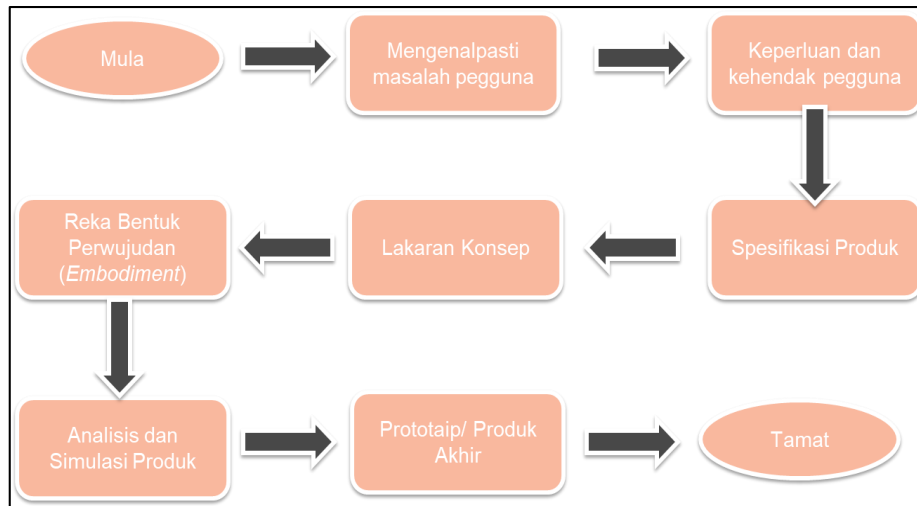 Mula
Mengenalpasti
masalah pegguna
Keperluan dan
kehendak pegguna
Spesifikasi Produk
Lakaran Konsep
Reka Bentuk
Perwujudan
(Embodiment)
Analisis dan
Simulasi Produk
Prototaip/ Produk
Akhir
Tamat